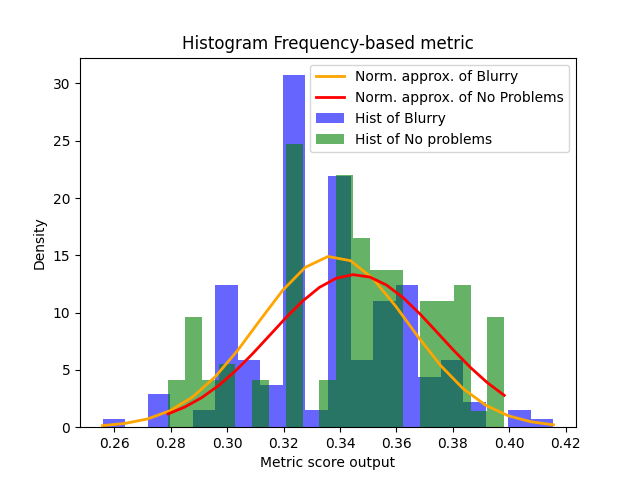 Histogram Frequency-based metric
Norm. approx. of Blurry
Norm. approx. of No Problems
Hist of Blurry
Hist of No problems
30
25
20
15
10
5
0
Density
0.26 0.28 0.30 0.32 0.34 0.36 0.38 0.40 0.42
Metric score output